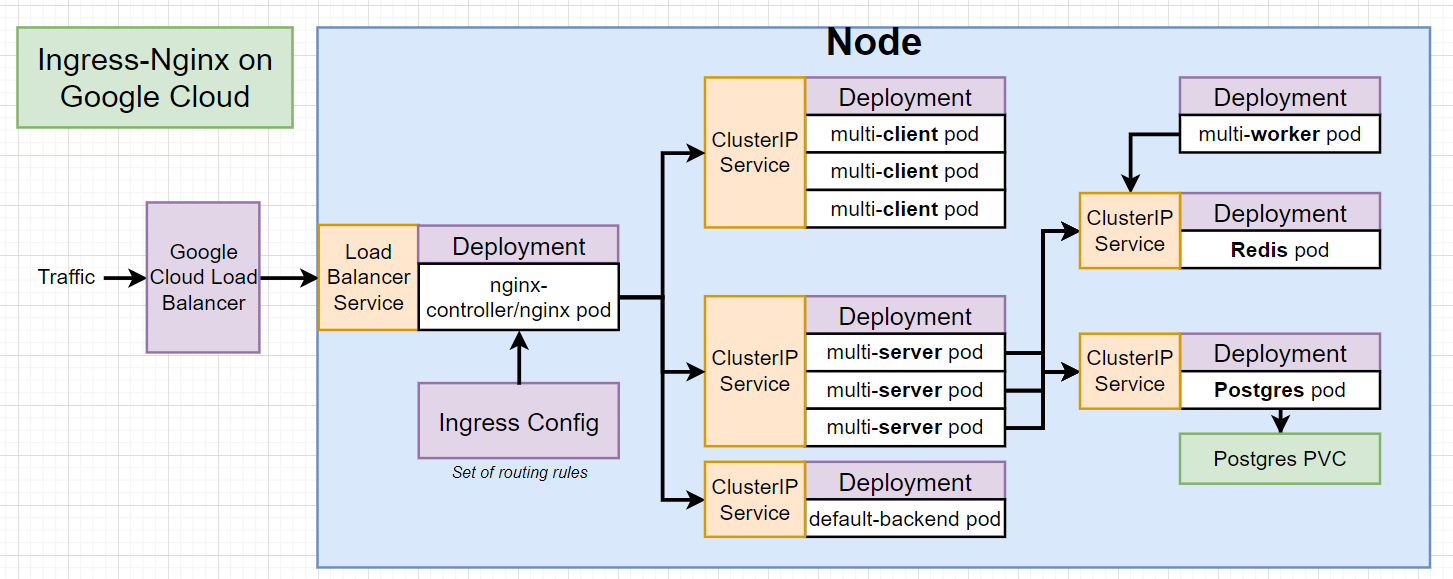 Ingress-Nginx on
Google Cloud
Node
Traffic
Google
Cloud Load
Balancer
Load
Balancer
Service
Deployment
nginx-
controller/nginx pod
Ingress Config
Set of routing rules
ClusterIP
Service
Deployment
multi-client pod
multi-client pod
multi-client pod
ClusterIP
Service
Deployment
multi-server pod
multi-server pod
multi-server pod
ClusterIP
Service
Deployment
default-backend pod
Deployment
multi-worker pod
ClusterIP
Service
Deployment
Redis pod
ClusterIP
Service
Deployment
Postgres pod
Postgres PVC